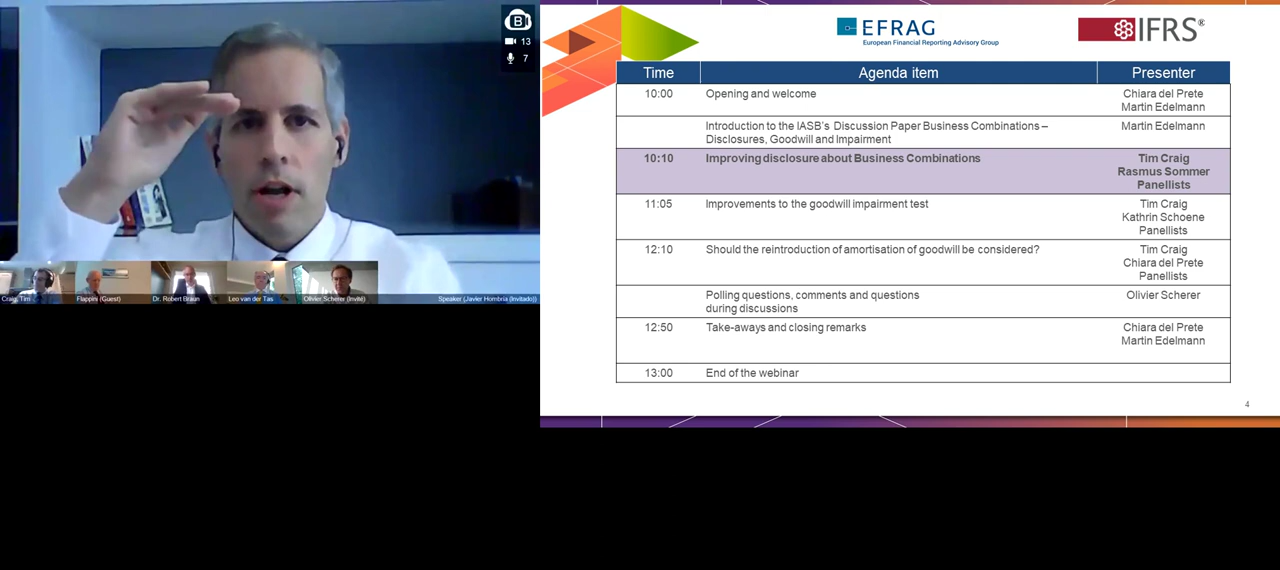 B
13
7
Craig, Tim
Flappini (Guest)
Dr. Robert Braun
Leo van der Tas
Olivier Scherer (Invité)
Speaker (Javier Hombria (Invitado))
EFRAG
European Financial Reporting Advisory Group
IFRS®
Time Agenda item Presenter
10:00 Opening and welcome Chiara del Prete
Martin Edelmann
Introduction to the IASB's Discussion Paper Business Combinations – Martin Edelmann
Disclosures, Goodwill and Impairment
10:10 Improving disclosure about Business Combinations Tim Craig
Rasmus Sommer
Panellists
11:05 Improvements to the goodwill impairment test Tim Craig
Kathrin Schoene
Panellists
12:10 Should the reintroduction of amortisation of goodwill be considered? Tim Craig
Chiara del Prete
Panellists
Polling questions, comments and questions Olivier Scherer
during discussions
12:50 Take-aways and closing remarks Chiara del Prete
Martin Edelmann
13:00 End of the webinar
4